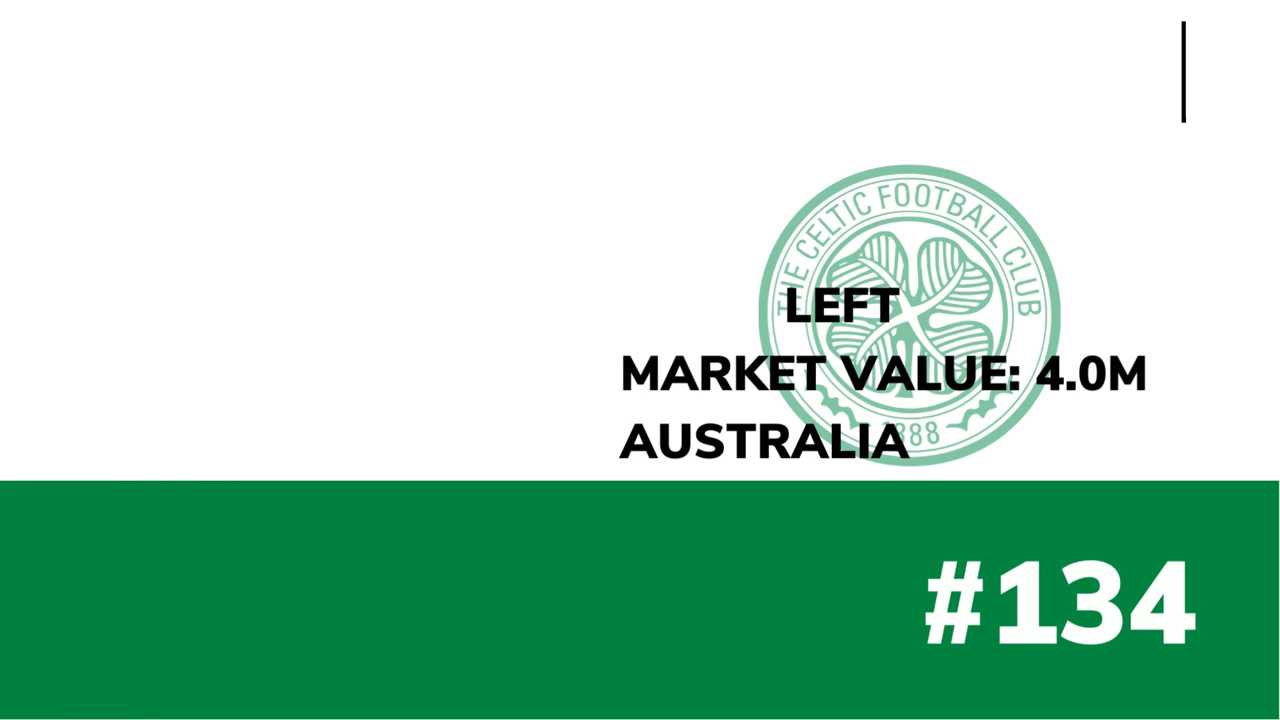 THE CELTIC FOOTBALL CLUB
LEFT
MARKET VALUE: 4.0M
AUSTRALIA
#134